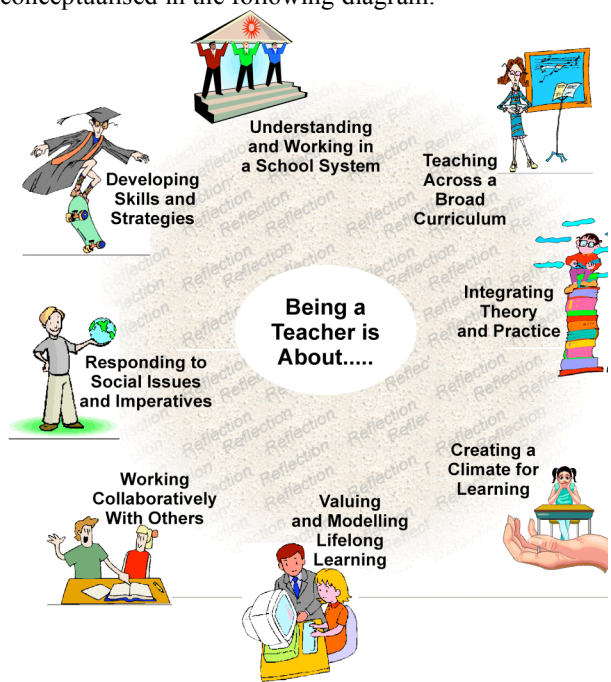 conceptualised in the following diagram:
Understanding
and Working in
a School System
Teaching
Across a
Broad
Curriculum
Integrating
Theory
and Practice
Creating a
Climate for
Learning
Valuing
and Modelling
Lifelong
Learning
Working
Collaboratively
With Others
Responding to
Social Issues
and Imperatives
Developing
Skills and
Strategies
Being a
Teacher is
About.....
Reflection